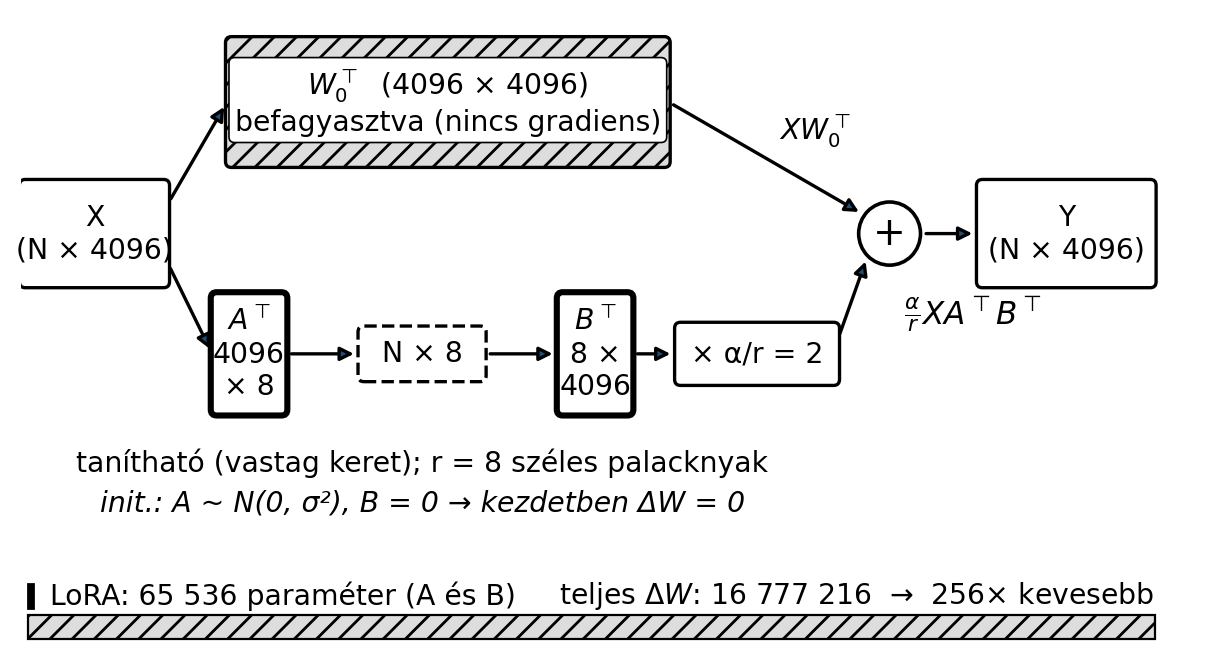 W₀⊤ (4096 × 4096)
befagyasztva (nincs gradiens)
XW₀⊤
X
(N × 4096)
+
Y
(N × 4096)
A⊤
4096
× 8
N × 8
B⊤
8 ×
4096
× α/r = 2
α/r XA⊤B⊤
tanítható (vastag keret); r = 8 széles palacknyak
init.: A ~ N(0, σ²), B = 0 → kezdetben ΔW = 0
LoRA: 65 536 paraméter (A és B) teljes ΔW: 16 777 216 → 256× kevesebb